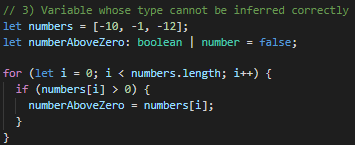 // 3) Variable whose type cannot be inferred correctly
let numbers = [-10, -1, -12];
let numberAboveZero: boolean | number = false;

for (let i = 0; i < numbers.length; i++) {
  if (numbers[i] > 0) {
    numberAboveZero = numbers[i];
  }
}